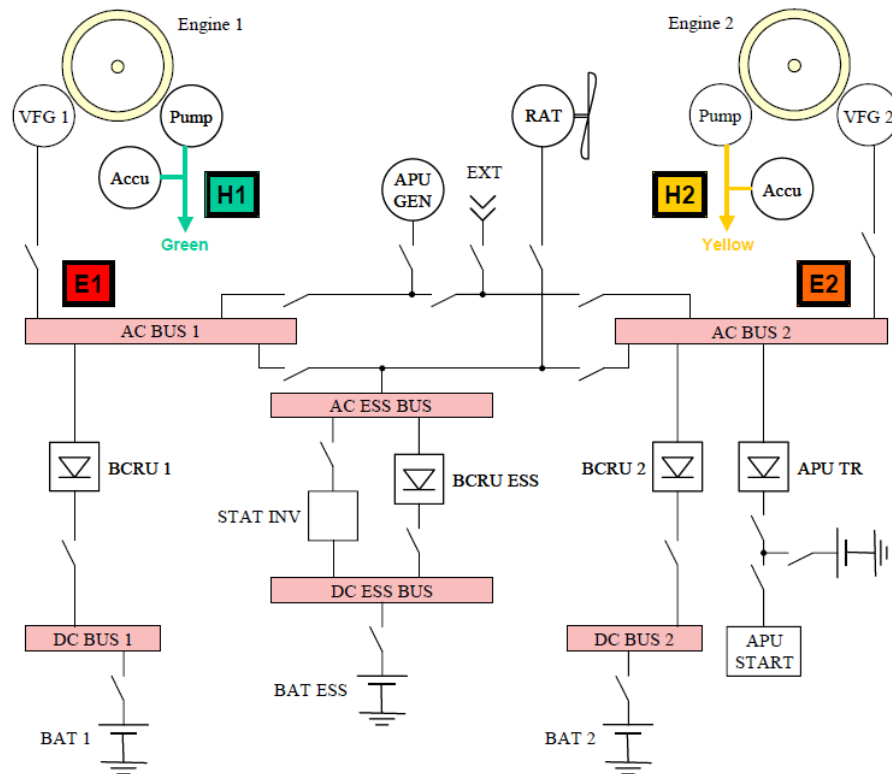 Engine 1
Engine 2
VFG 1
Pump
RAT
Pump
VFG 2
Accu
H1
APU
GEN
EXT
H2
Accu
Green
Yellow
E1
E2
AC BUS 1
AC BUS 2
AC ESS BUS
BCRU 1
BCRU ESS
BCRU 2
APU TR
STAT INV
DC ESS BUS
DC BUS 1
DC BUS 2
APU
START
BAT ESS
BAT 1
BAT 2